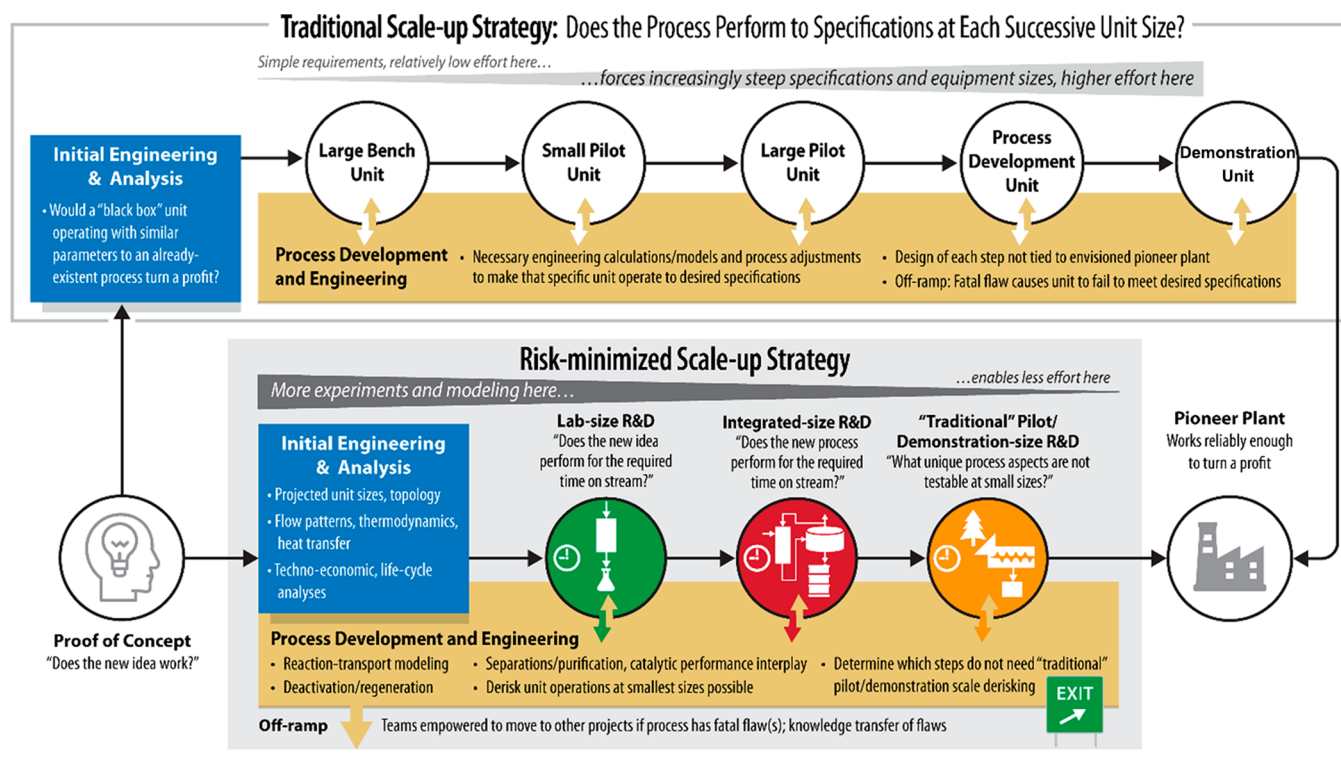 Traditional Scale-up Strategy: Does the Process Perform to Specifications at Each Successive Unit Size?
Simple requirements, relatively low effort here…
…forces increasingly steep specifications and equipment sizes, higher effort here
Initial Engineering
& Analysis
• Would a “black box” unit
operating with similar
parameters to an already-
existent process turn a profit?
Large Bench
Unit
Small Pilot
Unit
Large Pilot
Unit
Process
Development
Unit
Demonstration
Unit
Process Development
and Engineering
• Necessary engineering calculations/models and process adjustments
to make that specific unit operate to desired specifications
• Design of each step not tied to envisioned pioneer plant
• Off-ramp: Fatal flaw causes unit to fail to meet desired specifications
Risk-minimized Scale-up Strategy
More experiments and modeling here…
…enables less effort here
Initial Engineering
& Analysis
• Projected unit sizes, topology
• Flow patterns, thermodynamics,
heat transfer
• Techno-economic, life-cycle
analyses
Lab-size R&D
“Does the new idea
perform for the required
time on stream?”
Integrated-size R&D
“Does the new process
perform for the required
time on stream?”
“Traditional” Pilot/
Demonstration-size R&D
“What unique process aspects are not
testable at small sizes?”
Pioneer Plant
Works reliably enough
to turn a profit
Proof of Concept
“Does the new idea work?”
Process Development and Engineering
• Reaction-transport modeling
• Deactivation/regeneration
• Separations/purification, catalytic performance interplay
• Derisk unit operations at smallest sizes possible
• Determine which steps do not need “traditional”
pilot/demonstration scale derisking
EXIT
Off-ramp
Teams empowered to move to other projects if process has fatal flaw(s); knowledge transfer of flaws